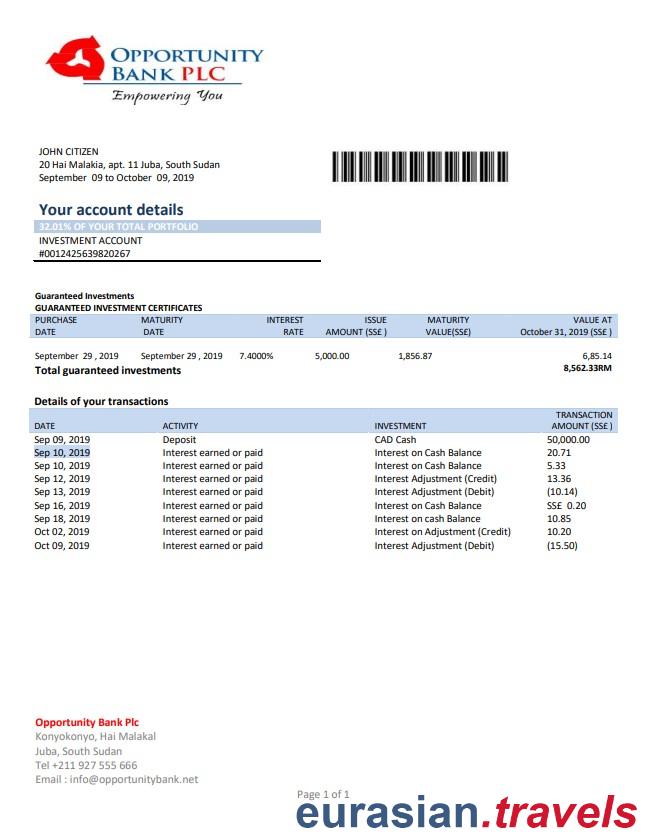 OPPORTUNITY
BANK PLC
Empowering You
JOHN CITIZEN
20 Hai Malakia, apt. 11 Juba, South Sudan
September 09 to October 09, 2019
Your account details
32.01% OF YOUR TOTAL PORTFOLIO
INVESTMENT ACCOUNT
#0012425639820267
Guaranteed Investments
GUARANTEED INVESTMENT CERTIFICATES
PURCHASE MATURITY INTEREST ISSUE MATURITY VALUE AT
DATE DATE RATE AMOUNT (SS£ ) VALUE(SS£) October 31, 2019 (SS£ )
September 29 , 2019 September 29 , 2019 7.4000% 5,000.00 1,856.87 6,85.14
Total guaranteed investments 8,562.33RM
Details of your transactions
TRANSACTION
DATE ACTIVITY INVESTMENT AMOUNT (SS£ )
Sep 09, 2019 Deposit CAD Cash 50,000.00
Sep 10, 2019 Interest earned or paid Interest on Cash Balance 20.71
Sep 10, 2019 Interest earned or paid Interest on Cash Balance 5.33
Sep 12, 2019 Interest earned or paid Interest Adjustment (Credit) 13.36
Sep 13, 2019 Interest earned or paid Interest Adjustment (Debit) (10.14)
Sep 16, 2019 Interest earned or paid Interest on Cash Balance SS£ 0.20
Sep 18, 2019 Interest earned or paid Interest on cash Balance 10.85
Oct 02, 2019 Interest earned or paid Interest on Adjustment (Credit) 10.20
Oct 09, 2019 Interest earned or paid Interest Adjustment (Debit) (15.50)
Opportunity Bank Plc
Konyokonyo, Hai Malakal
Juba, South Sudan
Tel +211 927 555 666
Email : info@opportunitybank.net
Page 1 of 1
eurasian.travels